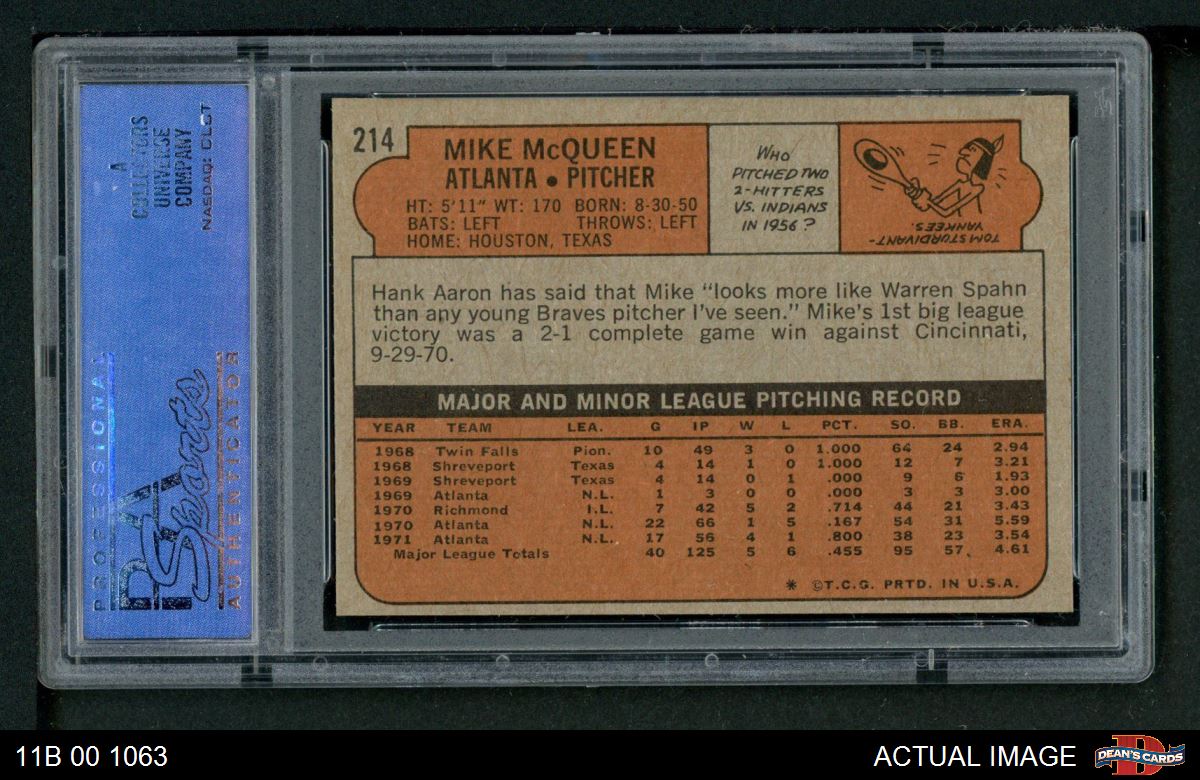 A
COLLECTORS
UNIVERSE
COMPANY
NASDAQ: CLCT
PROFESSIONAL
PSA
Sports
AUTHENTICATOR
214
MIKE McQUEEN
ATLANTA • PITCHER
HT: 5'11" WT: 170 BORN: 8-30-50
BATS: LEFT THROWS: LEFT
HOME: HOUSTON, TEXAS
WHO
PITCHED TWO
2-HITTERS
VS. INDIANS
IN 1956?
TOM STURDIVANT-
YANKEES.
Hank Aaron has said that Mike "looks more like Warren Spahn
than any young Braves pitcher I've seen." Mike's 1st big league
victory was a 2-1 complete game win against Cincinnati,
9-29-70.
MAJOR AND MINOR LEAGUE PITCHING RECORD
YEAR TEAM LEA. G IP W L PCT. SO. BB. ERA.
1968 Twin Falls Pion. 10 49 3 0 1.000 64 24 2.94
1968 Shreveport Texas 4 14 1 0 1.000 12 7 3.21
1969 Shreveport Texas 4 14 0 1 .000 9 6 1.93
1969 Atlanta N.L. 1 3 0 0 .000 3 3 3.00
1970 Richmond I.L. 7 42 5 2 .714 44 21 3.43
1970 Atlanta N.L. 22 66 1 5 .167 54 31 5.59
1971 Atlanta N.L. 17 56 4 1 .800 38 23 3.54
Major League Totals 40 125 5 6 .455 95 57 4.61
* ©T.C.G. PRTD. IN U.S.A.
11B 00 1063
ACTUAL IMAGE
DEAN'S CARDS